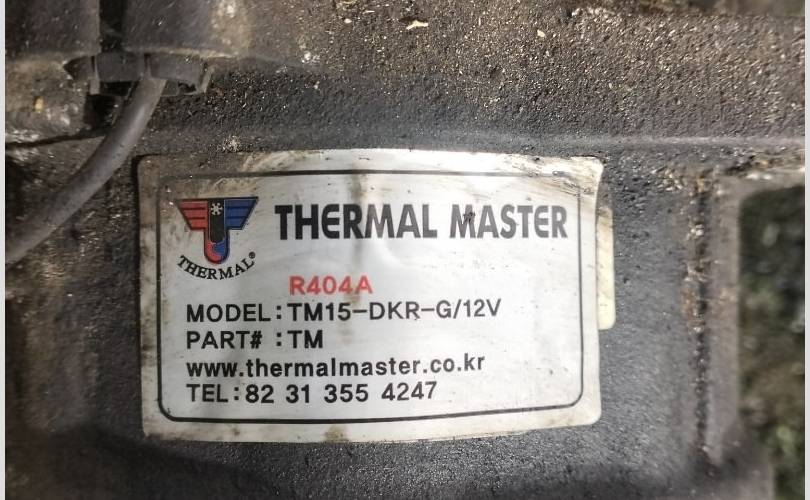 THERMAL MASTER
THERMAL®
R404A
MODEL:TM15-DKR-G/12V
PART# :TM
www.thermalmaster.co.kr
TEL:82 31 355 4247